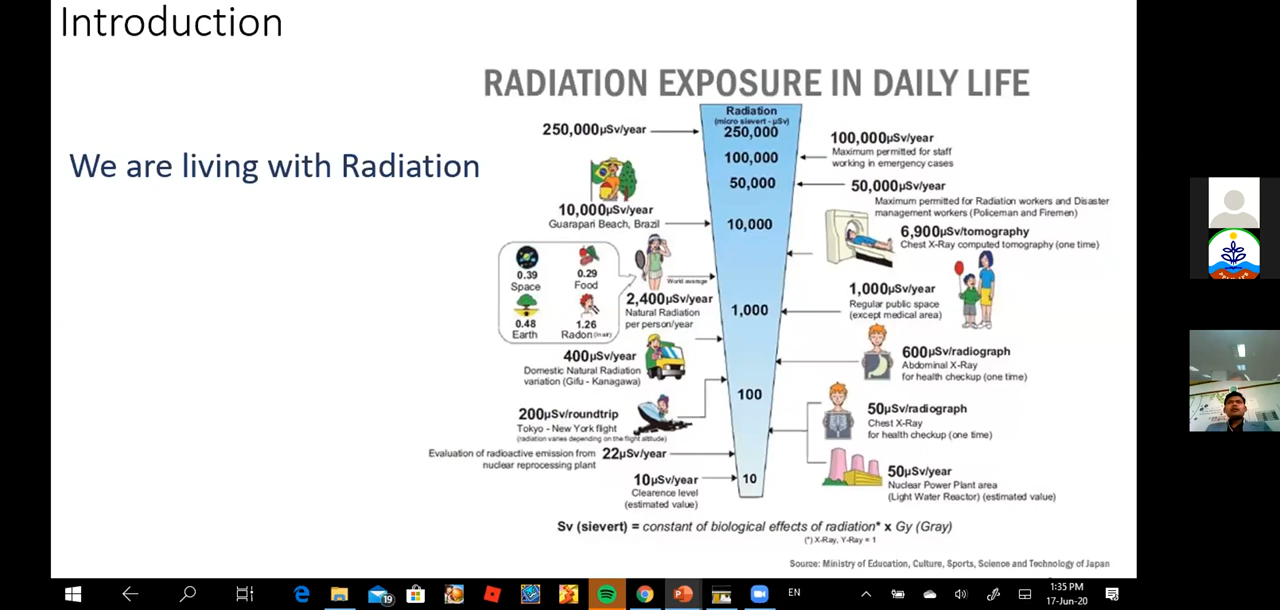 Introduction
RADIATION EXPOSURE IN DAILY LIFE
We are living with Radiation
Radiation
(micro sievert - µSv)
250,000
100,000
50,000
10,000
1,000
100
10
250,000µSv/year
10,000µSv/year
Guarapari Beach, Brazil
0.39
Space
0.29
Food
0.48
Earth
1.26
Radon (in air)
World average
2,400µSv/year
Natural Radiation
per person/year
400µSv/year
Domestic Natural Radiation
variation (Gifu - Kanagawa)
200µSv/roundtrip
Tokyo - New York flight
(radiation varies depending on the flight altitude)
Evaluation of radioactive emission from 22µSv/year
nuclear reprocessing plant
10µSv/year
Clearence level
(estimated value)
100,000µSv/year
Maximum permitted for staff
working in emergency cases
50,000µSv/year
Maximum permitted for Radiation workers and Disaster
management workers (Policeman and Firemen)
6,900µSv/tomography
Chest X-Ray computed tomography (one time)
1,000µSv/year
Regular public space
(except medical area)
600µSv/radiograph
Abdominal X-Ray
for health checkup (one time)
50µSv/radiograph
Chest X-Ray
for health checkup (one time)
50µSv/year
Nuclear Power Plant area
(Light Water Reactor) (estimated value)
Sv (sievert) = constant of biological effects of radiation* x Gy (Gray)
(*) X-Ray, Y-Ray = 1
Source: Ministry of Education, Culture, Sports, Science and Technology of Japan
19
EN
1:35 PM
17-Jun-20